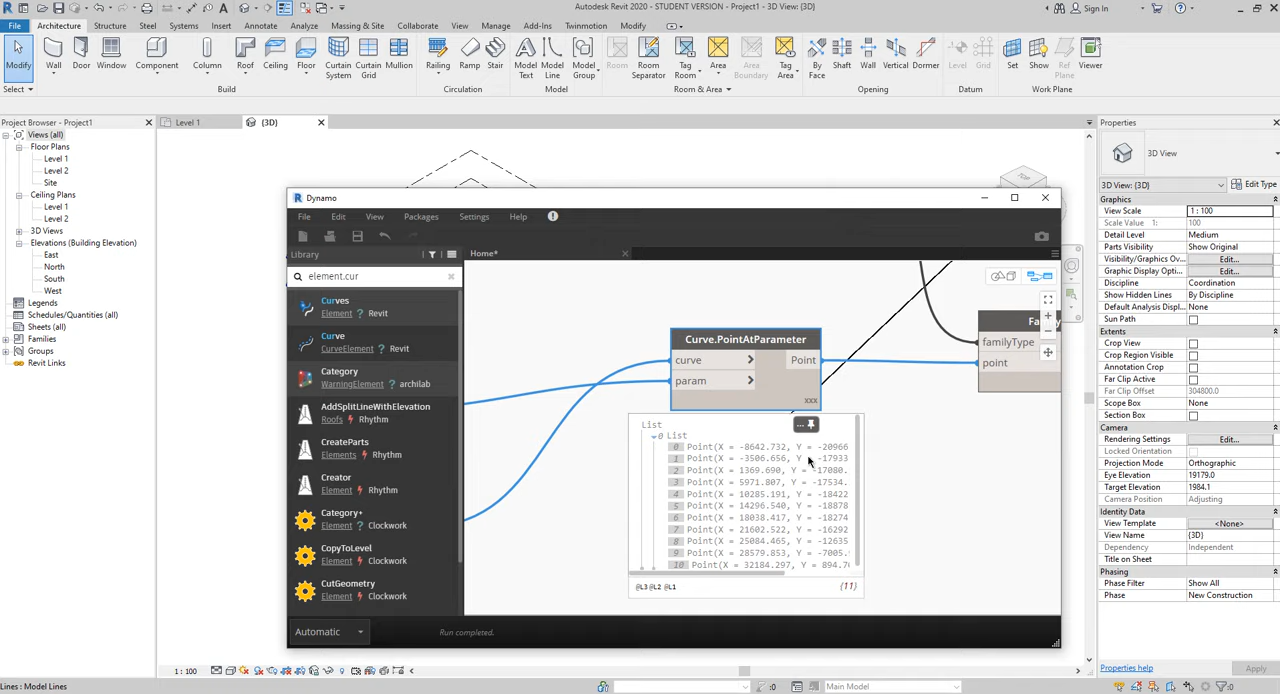 Autodesk Revit 2020 - STUDENT VERSION - Project1 - 3D View: {3D}
Sign In
File Architecture Structure Steel Systems Insert Annotate Analyze Massing & Site Collaborate View Manage Add-Ins Twinmotion Modify
Modify Wall Door Window Component Column Roof Ceiling Floor Curtain System Curtain Grid Mullion Railing Ramp Stair Model Text Model Line Model Group Room Room Separator Tag Room Area Area Boundary Tag Area By Face Shaft Wall Vertical Dormer Level Grid Set Show Ref Plane Viewer
Select Build Circulation Model Room & Area Opening Datum Work Plane
Project Browser - Project1
Views (all)
Floor Plans
Level 1
Level 2
Site
Ceiling Plans
Level 1
Level 2
3D Views
Elevations (Building Elevation)
East
North
South
West
Legends
Schedules/Quantities (all)
Sheets (all)
Families
Groups
Revit Links
Level 1
{3D}
TOP
Dynamo
File Edit View Packages Settings Help
Library
Home*
element.cur
Curves
Element ? Revit
Curve
CurveElement ? Revit
Category
WarningElement ? archilab
AddSplitLineWithElevation
Roofs Rhythm
CreateParts
Elements Rhythm
Creator
Element Rhythm
Category+
Element ? Clockwork
CopyToLevel
Element Clockwork
CutGeometry
Element Clockwork
Automatic
Run completed.
Curve.PointAtParameter
curve >
param >
Point
xxx
Fa
familyType
point
List
0 List
0 Point(X = -8642.732, Y = -20966
1 Point(X = -3506.656, Y = -17933
2 Point(X = 1369.690, Y = -17080.
3 Point(X = 5971.807, Y = -17534.
4 Point(X = 10285.191, Y = -18422
5 Point(X = 14296.540, Y = -18878
6 Point(X = 18038.417, Y = -18274
7 Point(X = 21602.522, Y = -16292
8 Point(X = 25084.465, Y = -12635
9 Point(X = 28579.853, Y = -7005.
10 Point(X = 32184.297, Y = 894.76
@L3 @L2 @L1
{11}
Properties
3D View
3D View: {3D}
Edit Type
Graphics
View Scale 1 : 100
Scale Value 1: 100
Detail Level Medium
Parts Visibility Show Original
Visibility/Graphics Ov... Edit...
Graphic Display Opti... Edit...
Discipline Coordination
Show Hidden Lines By Discipline
Default Analysis Displ... None
Sun Path
Extents
Crop View
Crop Region Visible
Annotation Crop
Far Clip Active
Far Clip Offset 304800.0
Scope Box None
Section Box
Camera
Rendering Settings Edit...
Locked Orientation
Projection Mode Orthographic
Eye Elevation 19179.0
Target Elevation 1984.1
Camera Position Adjusting
Identity Data
View Template <None>
View Name {3D}
Dependency Independent
Title on Sheet
Phasing
Phase Filter Show All
Phase New Construction
Properties help
Apply
1 : 100
Lines : Model Lines
:0
Main Model
:0